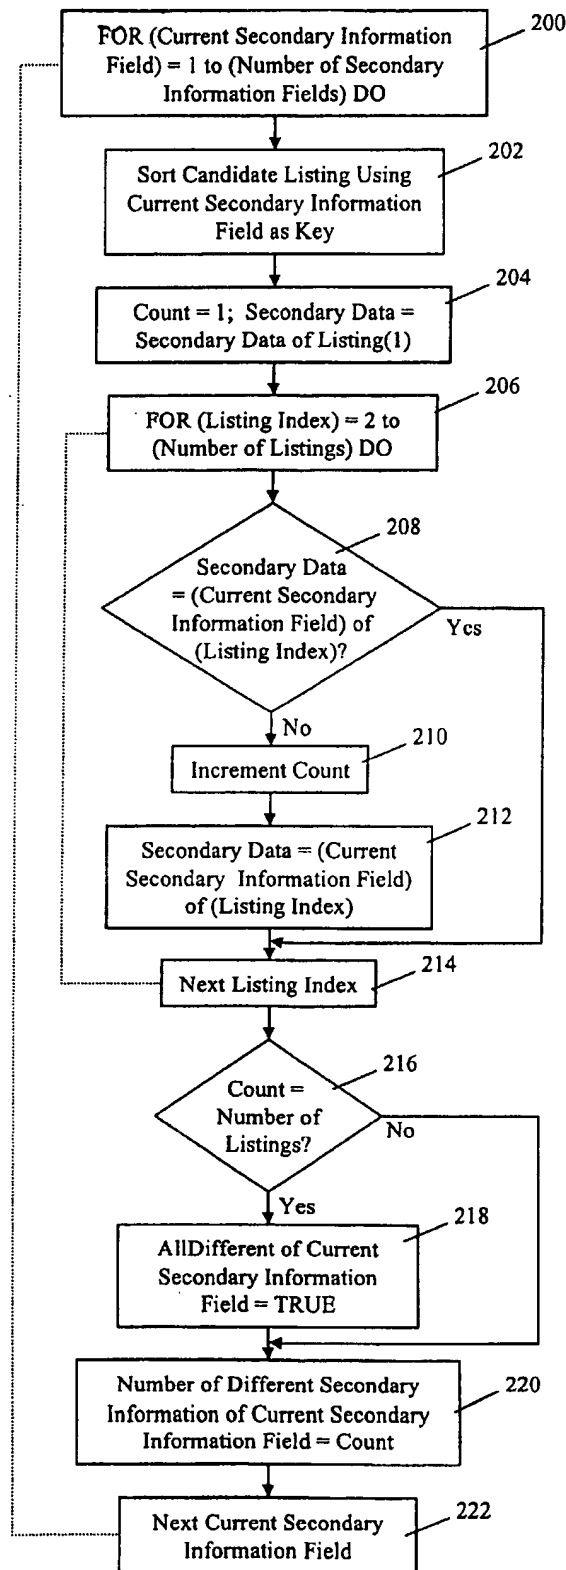 FOR (Current Secondary Information
Field) = 1 to (Number of Secondary
Information Fields) DO
200
Sort Candidate Listing Using
Current Secondary Information
Field as Key
202
Count = 1; Secondary Data =
Secondary Data of Listing(1)
204
FOR (Listing Index) = 2 to
(Number of Listings) DO
206
Secondary Data
= (Current Secondary
Information Field) of
(Listing Index)?
208
Yes
No
Increment Count
210
Secondary Data = (Current
Secondary Information Field)
of (Listing Index)
212
Next Listing Index
214
Count =
Number of
Listings?
216
No
Yes
AllDifferent of Current
Secondary Information
Field = TRUE
218
Number of Different Secondary
Information of Current Secondary
Information Field = Count
220
Next Current Secondary
Information Field
222